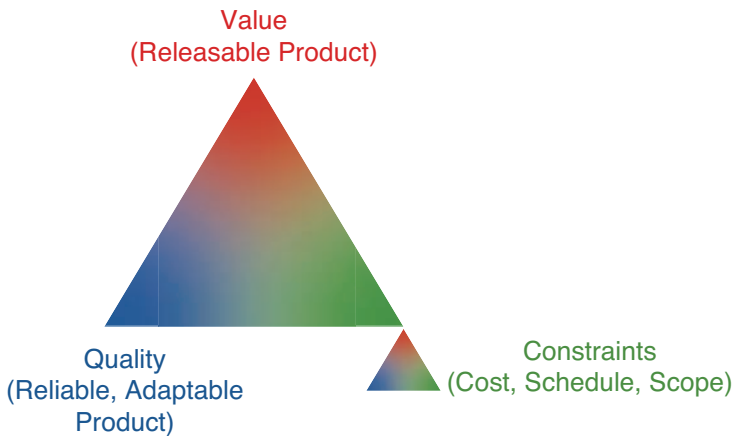 Value
(Releasable Product)
Quality
(Reliable, Adaptable
Product)
Constraints
(Cost, Schedule, Scope)